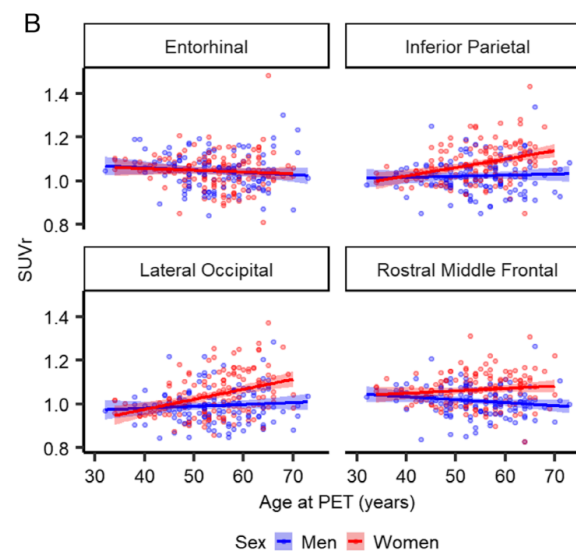 B
Entorhinal Inferior Parietal
1.4
1.2
1.0
0.8
SUVr
Lateral Occipital Rostral Middle Frontal
1.4
1.2
1.0
0.8
30 40 50 60 70 30 40 50 60 70
Age at PET (years)
Sex Men Women